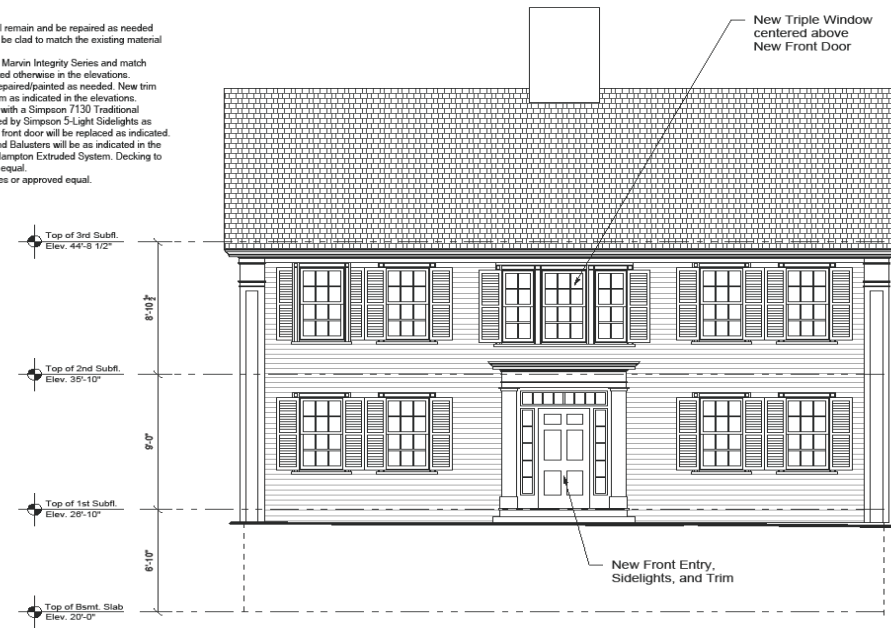 l remain and be repaired as needed
be clad to match the existing material
Marvin Integrity Series and match
ed otherwise in the elevations.
epaired/painted as needed. New trim
m as indicated in the elevations.
with a Simpson 7130 Traditional
ed by Simpson 5-Light Sidelights as
front door will be replaced as indicated.
nd Balusters will be as indicated in the
Hampton Extruded System. Decking to
equal.
es or approved equal.
New Triple Window
centered above
New Front Door
Top of 3rd Subfl.
Elev. 44'-8 1/2"
8'-10 1/2"
Top of 2nd Subfl.
Elev. 35'-10"
9'-0"
Top of 1st Subfl.
Elev. 26'-10"
6'-10"
New Front Entry,
Sidelights, and Trim
Top of Bsmt. Slab
Elev. 20'-0"